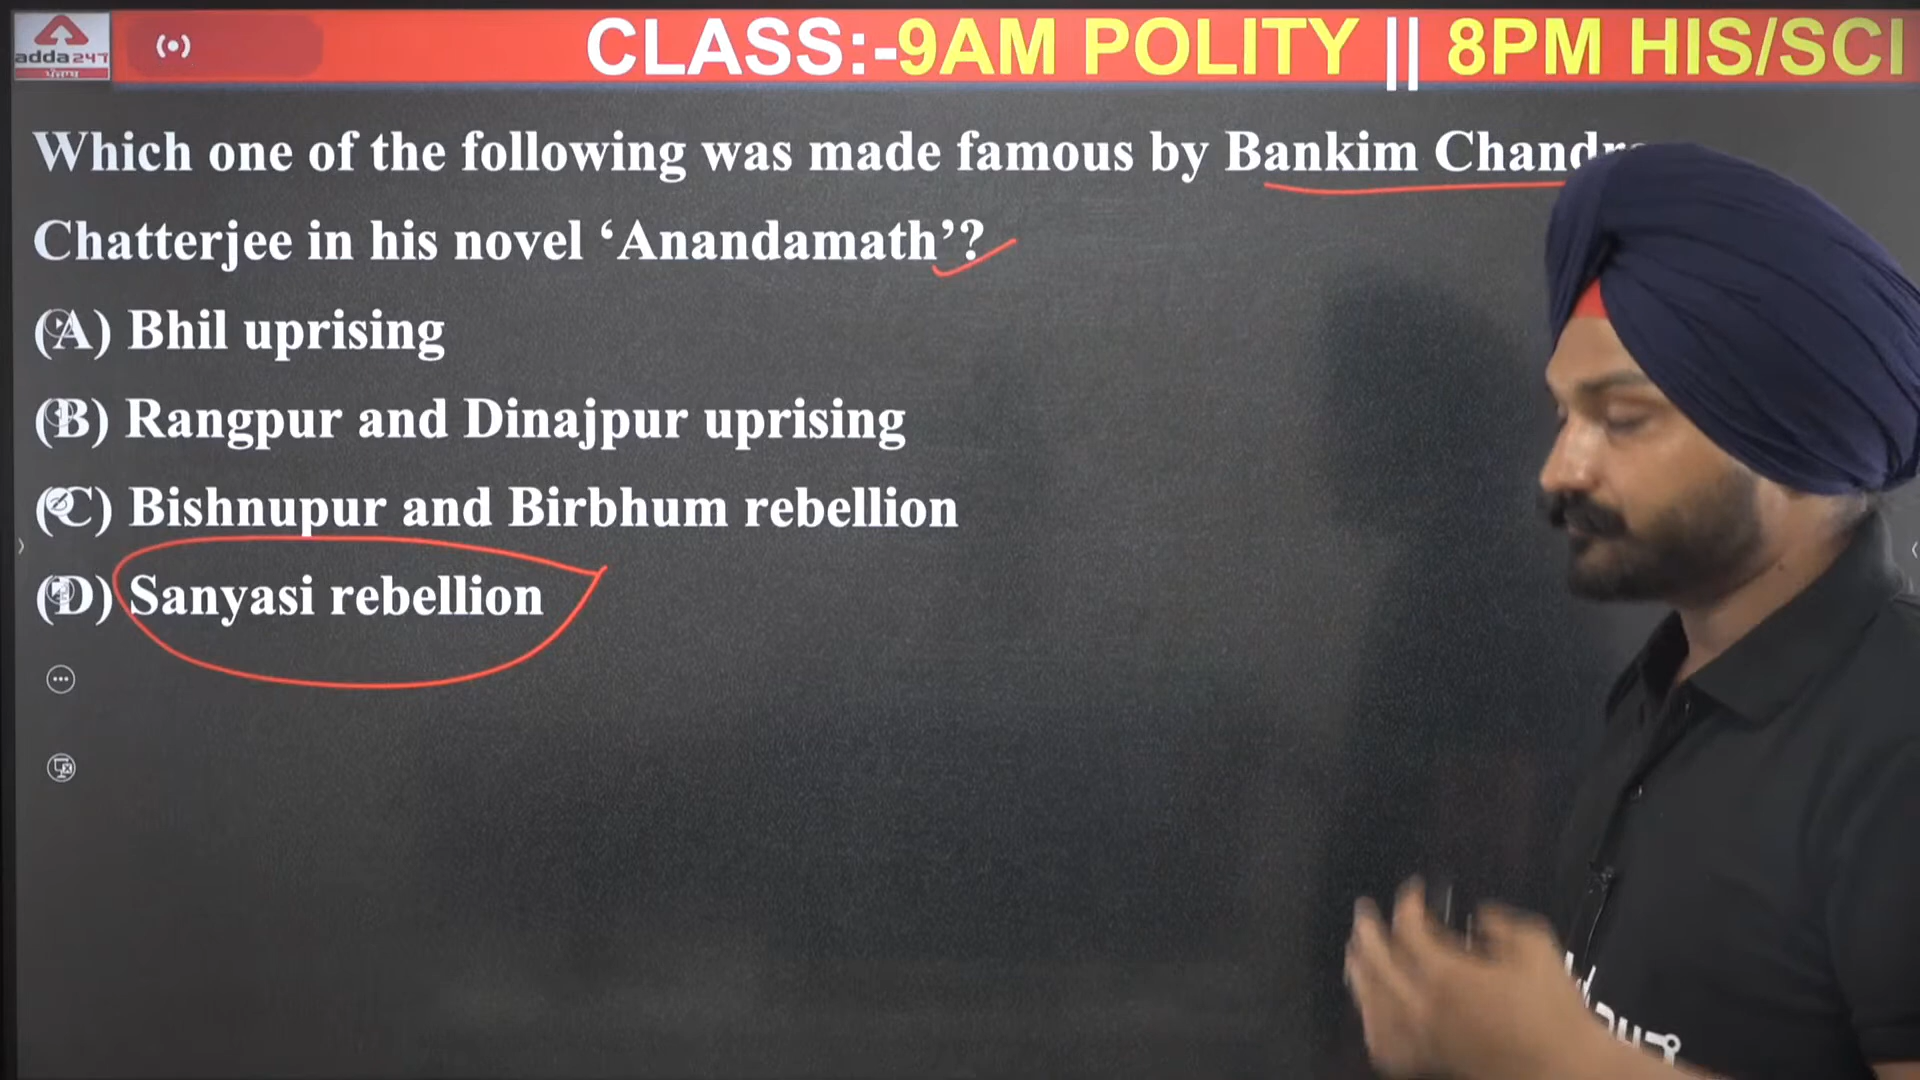 adda247
ਪੰਜਾਬ
CLASS:-9AM POLITY || 8PM HIS/SCI
Which one of the following was made famous by Bankim Chandra
Chatterjee in his novel ‘Anandamath’?
(A) Bhil uprising
(B) Rangpur and Dinajpur uprising
(C) Bishnupur and Birbhum rebellion
(D) Sanyasi rebellion